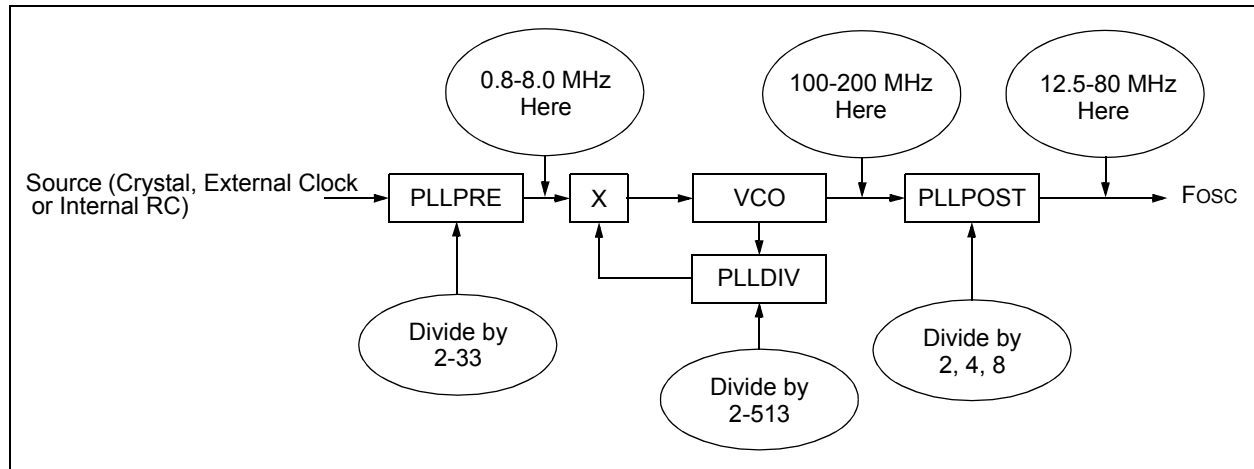 0.8-8.0 MHz
Here
100-200 MHz
Here
12.5-80 MHz
Here
Source (Crystal, External Clock
or Internal RC)
PLLPRE
X
VCO
PLLPOST
FOSC
PLLDIV
Divide by
2-33
Divide by
2-513
Divide by
2, 4, 8